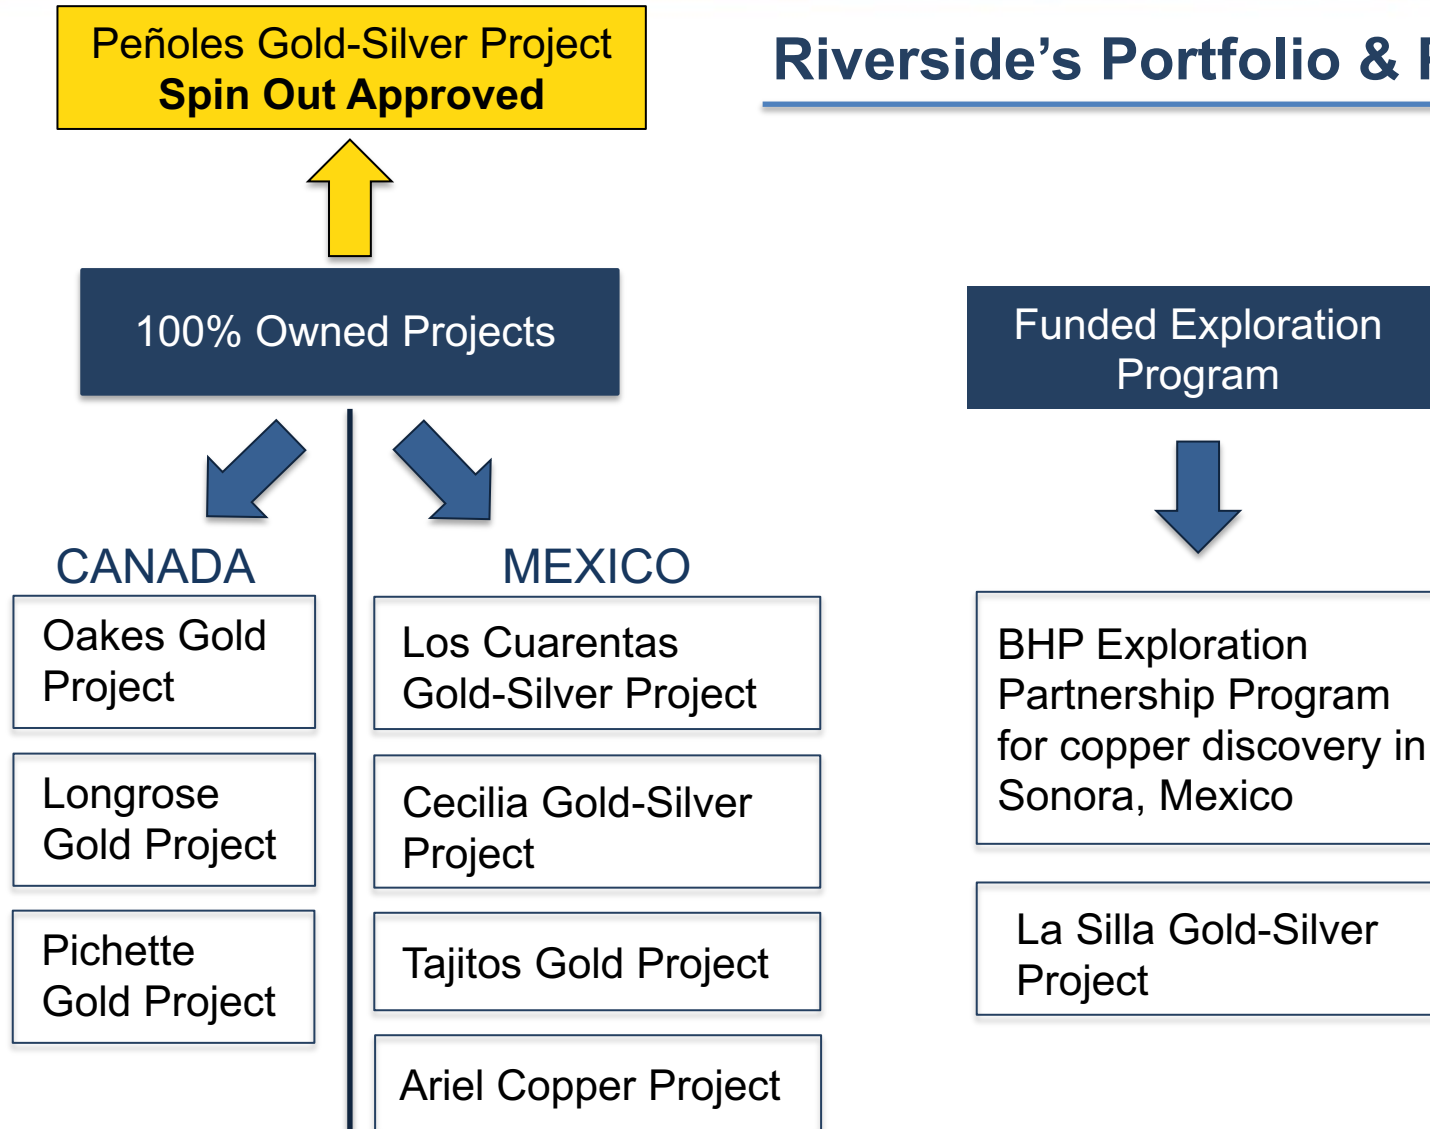 Peñoles Gold-Silver Project
Spin Out Approved
Riverside's Portfolio &
100% Owned Projects
CANADA
Oakes Gold
Project
Longrose
Gold Project
Pichette
Gold Project
MEXICO
Los Cuarentas
Gold-Silver Project
Cecilia Gold-Silver
Project
Tajitos Gold Project
Ariel Copper Project
Funded Exploration
Program
BHP Exploration
Partnership Program
for copper discovery in
Sonora, Mexico
La Silla Gold-Silver
Project